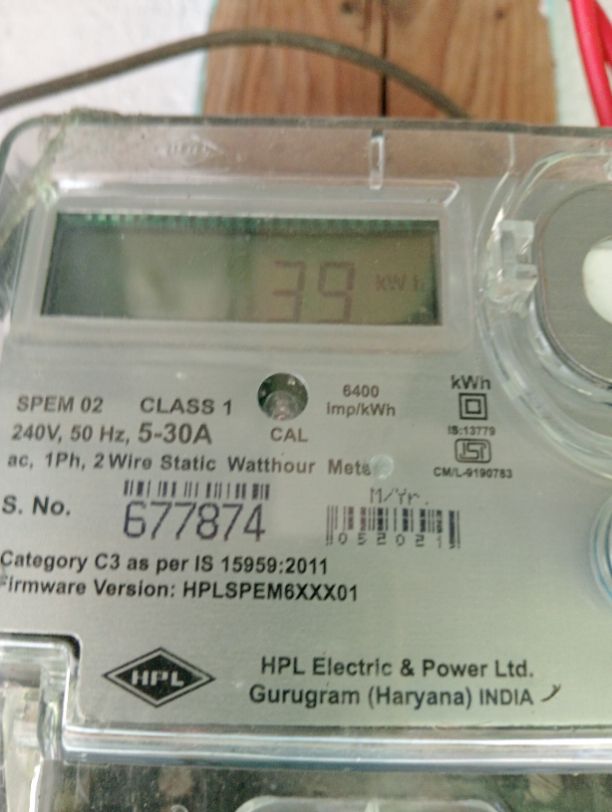 39 kWh
SPEM 02 CLASS 1 6400 kWh
Imp/kWh
240V, 50 Hz, 5-30A CAL IS:13779
ac, 1Ph, 2 Wire Static Watthour Mete
CM/L-9190783
S. No. 677874 M/Yr.
052021
Category C3 as per IS 15959:2011
Firmware Version: HPLSPEM6XXX01
HPL HPL Electric & Power Ltd.
Gurugram (Haryana) INDIA